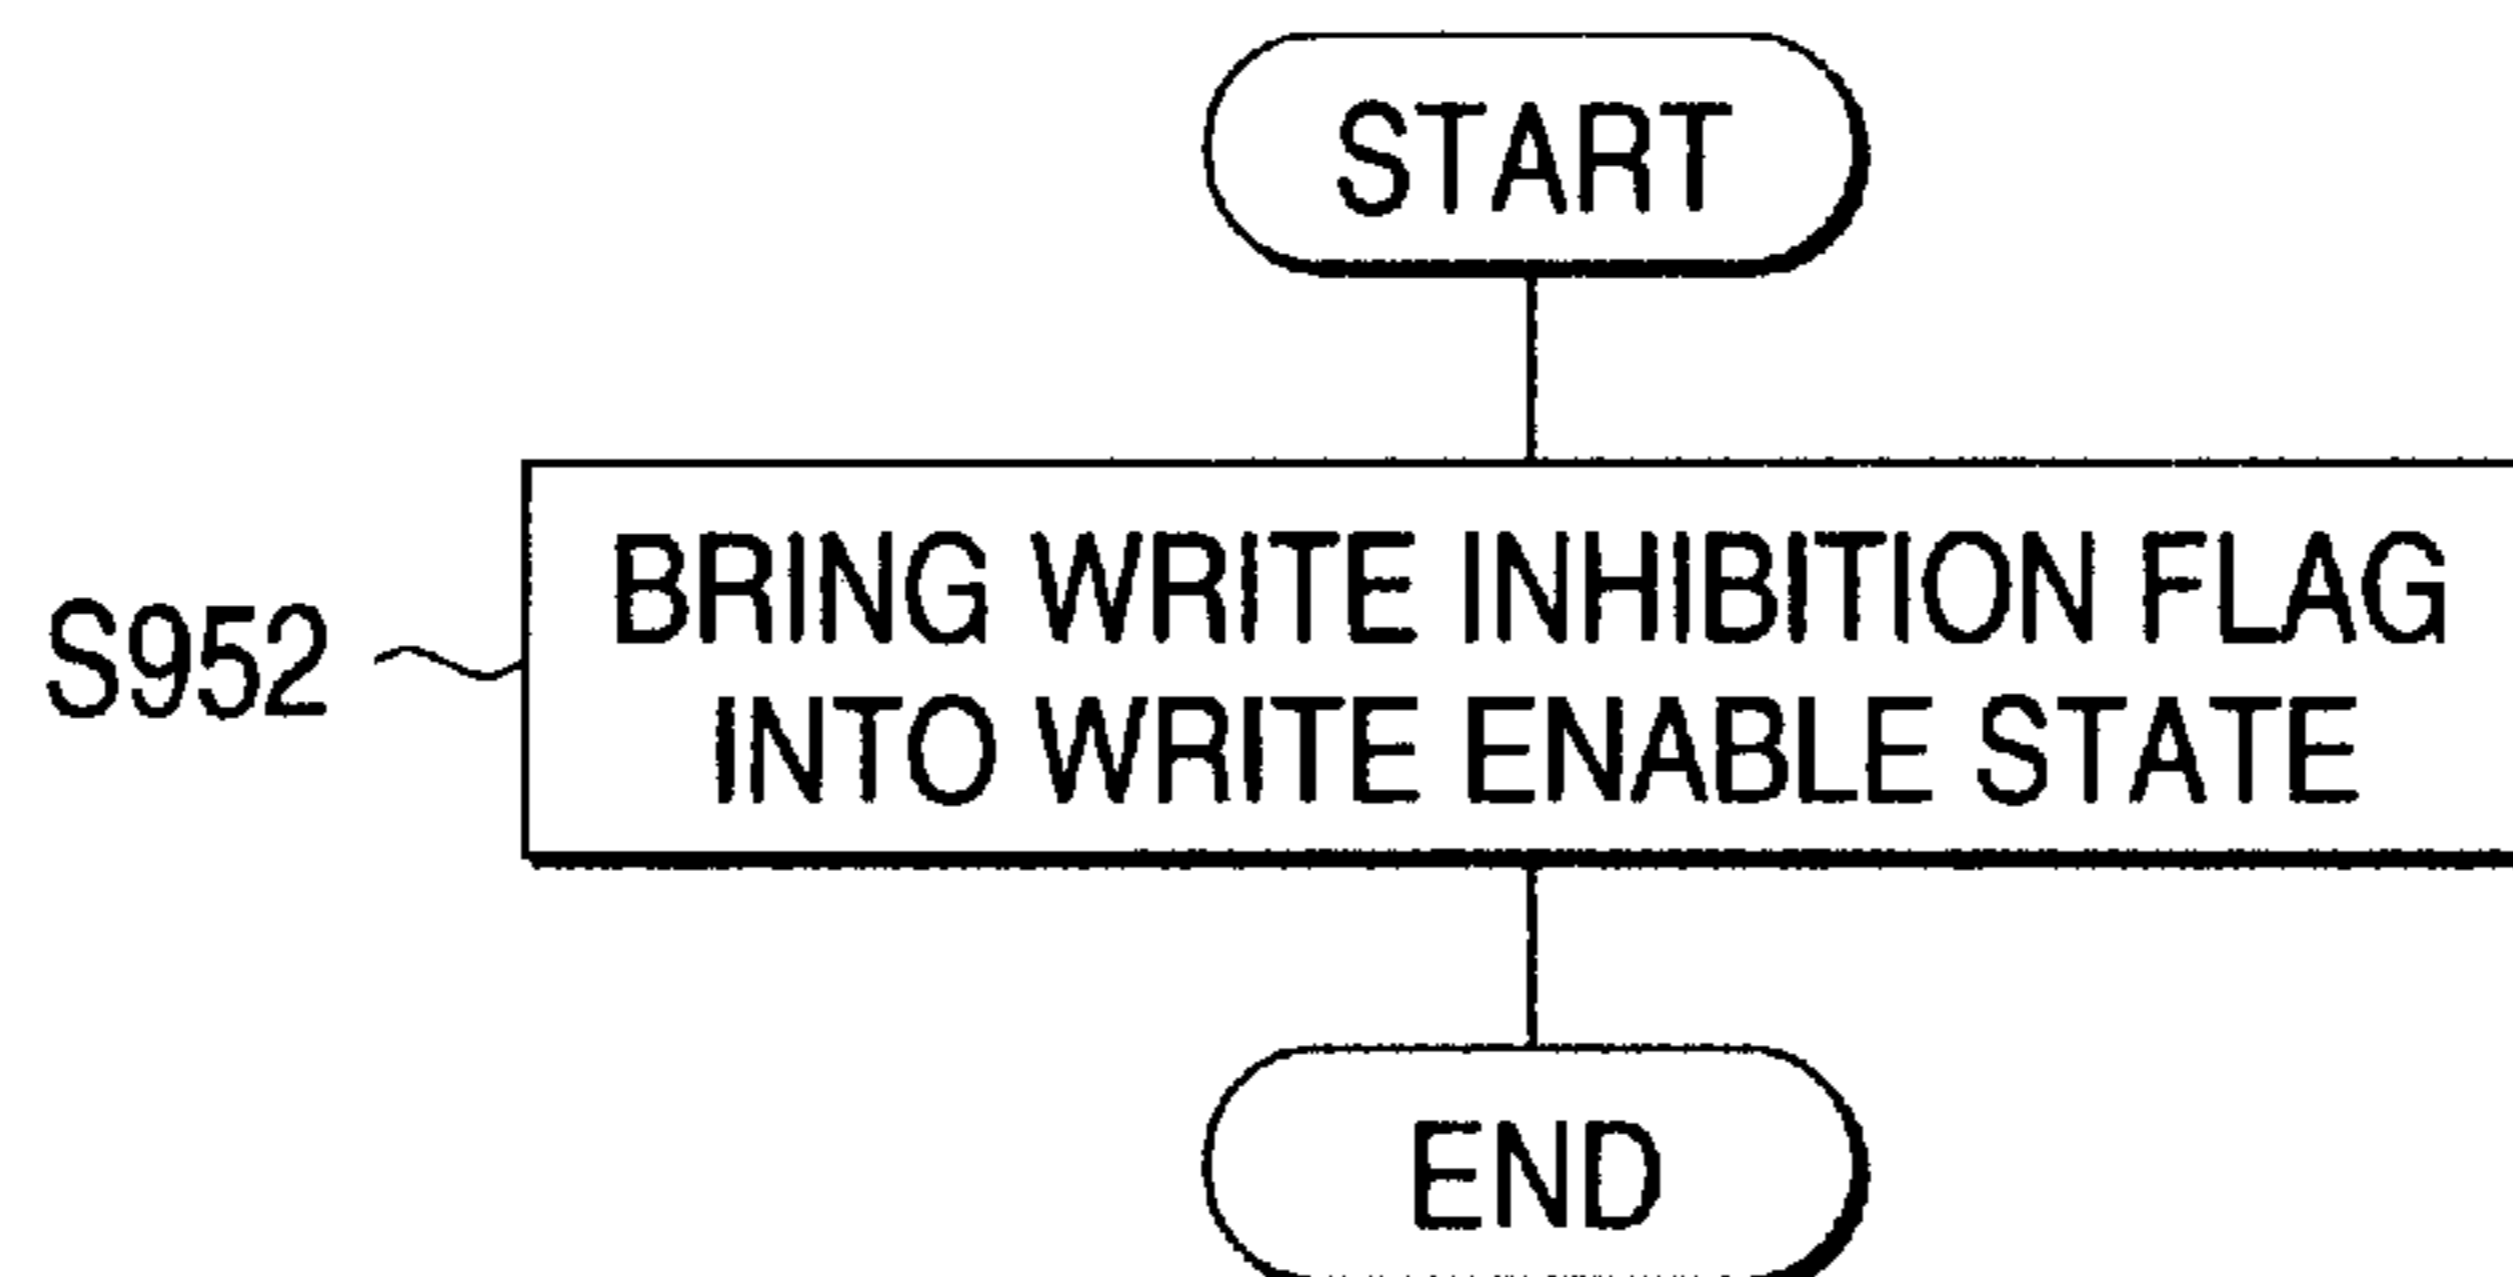 START
BRING WRITE INHIBITION FLAG
S952
INTO WRITE ENABLE STATE
END